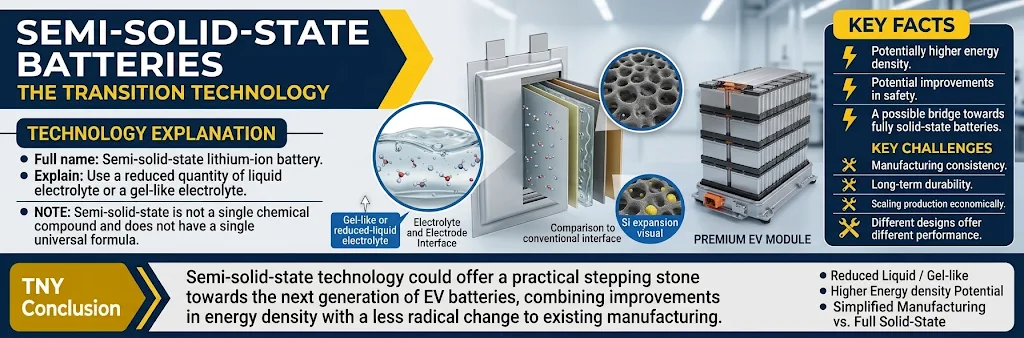 SEMI-SOLID-STATE
BATTERIES
THE TRANSITION TECHNOLOGY
TECHNOLOGY EXPLANATION
Full name: Semi-solid-state lithium-ion battery.
Explain: Use a reduced quantity of liquid
electrolyte or a gel-like electrolyte.
NOTE: Semi-solid-state is not a single chemical
compound and does not have a single
universal formula.
Gel-like or
reduced-liquid
electrolyte
Electrolyte
and Electrode
Interface
Comparison to
conventional interface
Si expansion
visual
PREMIUM EV MODULE
KEY FACTS
Potentially higher energy
density.
Potential improvements
in safety.
A possible bridge towards
fully solid-state batteries.
KEY CHALLENGES
Manufacturing consistency.
Long-term durability.
Scaling production economically.
Different designs offer
different performance.
TNY
Conclusion
Semi-solid-state technology could offer a practical stepping stone
towards the next generation of EV batteries, combining improvements
in energy density with a less radical change to existing manufacturing.
Reduced Liquid / Gel-like
Higher Energy density Potential
Simplified Manufacturing
vs. Full Solid-State